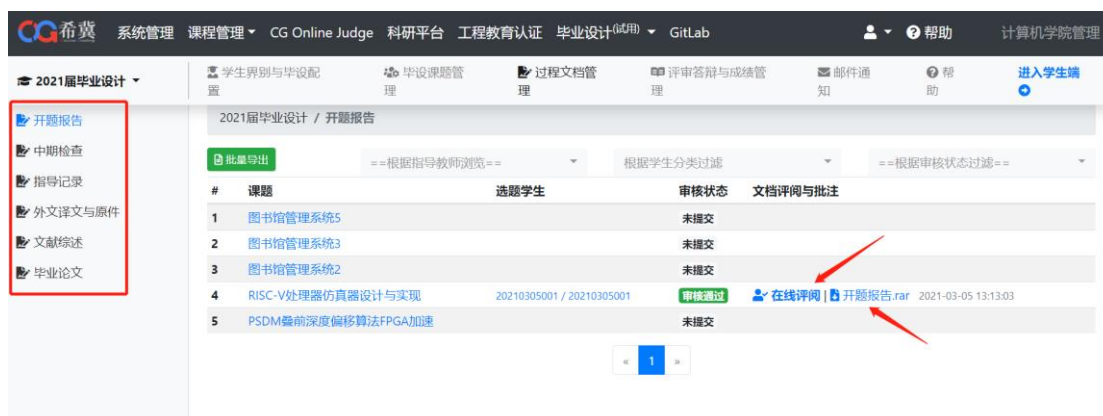 CG希冀 系统管理 课程管理 CG Online Judge 科研平台 工程教育认证 毕业设计(试用) GitLab 帮助 计算机学院管理
2021届毕业设计 学生界别与毕设配置 毕设课题管理 过程文档管理 评审答辩与成绩管理 邮件通知 帮助 进入学生端
开题报告
中期检查
指导记录
外文译文与原件
文献综述
毕业论文
2021届毕业设计 / 开题报告
批量导出 ==根据指导教师浏览== 根据学生分类过滤 ==根据审核状态过滤==
# 课题 选题学生 审核状态 文档评阅与批注
1 图书馆管理系统5 未提交
2 图书馆管理系统3 未提交
3 图书馆管理系统2 未提交
4 RISC-V处理器仿真器设计与实现 20210305001 / 20210305001 审核通过 在线评阅 | 开题报告.rar 2021-03-05 13:13:03
5 PSDM叠前深度偏移算法FPGA加速 未提交
« 1 »